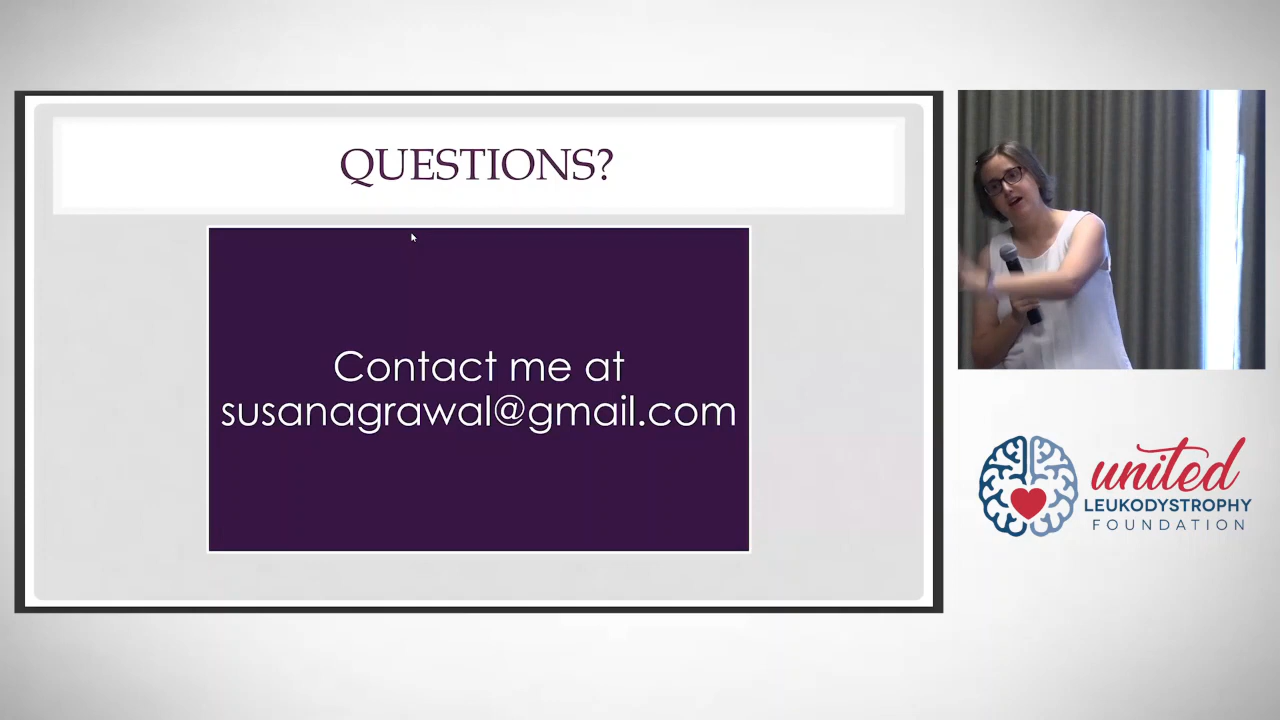 QUESTIONS?
Contact me at
susanagrawal@gmail.com
united
LEUKODYSTROPHY
FOUNDATION